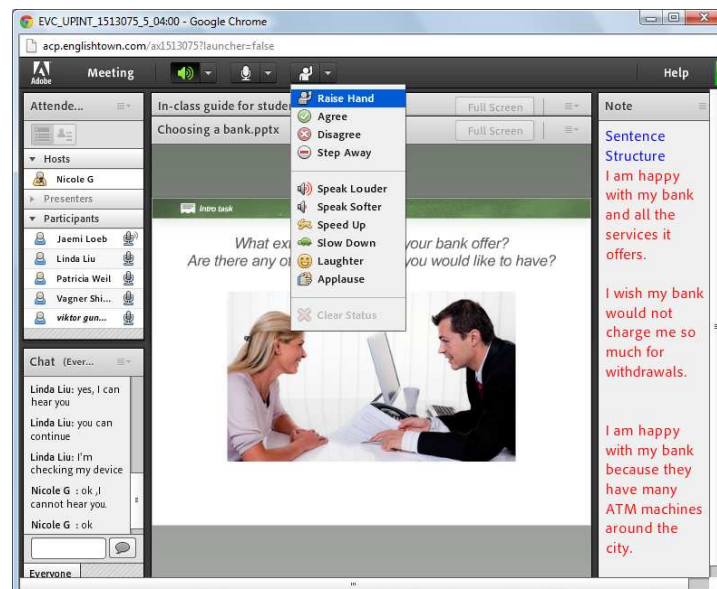 EVC_UPINT_1513075_5_04:00 - Google Chrome
acp.englishtown.com/ax1513075?launcher=false
Adobe
Meeting
Help
Attende...
Hosts
Nicole G
Presenters
Participants
Jaemi Loeb
Linda Liu
Patricia Weil
Vagner Shi...
viktor gun...
Chat (Ever...
Linda Liu: yes, I can
hear you
Linda Liu: you can
continue
Linda Liu: I'm
checking my device
Nicole G : ok ,I
cannot hear you.
Nicole G : ok
Everyone
In-class guide for stude
Full Screen
Choosing a bank.pptx
Full Screen
Raise Hand
Agree
Disagree
Step Away
Speak Louder
Speak Softer
Speed Up
Slow Down
Laughter
Applause
Clear Status
Intro task
What ex your bank offer?
Are there any o you would like to have?
Note
Sentence
Structure
I am happy
with my bank
and all the
services it
offers.
I wish my bank
would not
charge me so
much for
withdrawals.
I am happy
with my bank
because they
have many
ATM machines
around the
city.